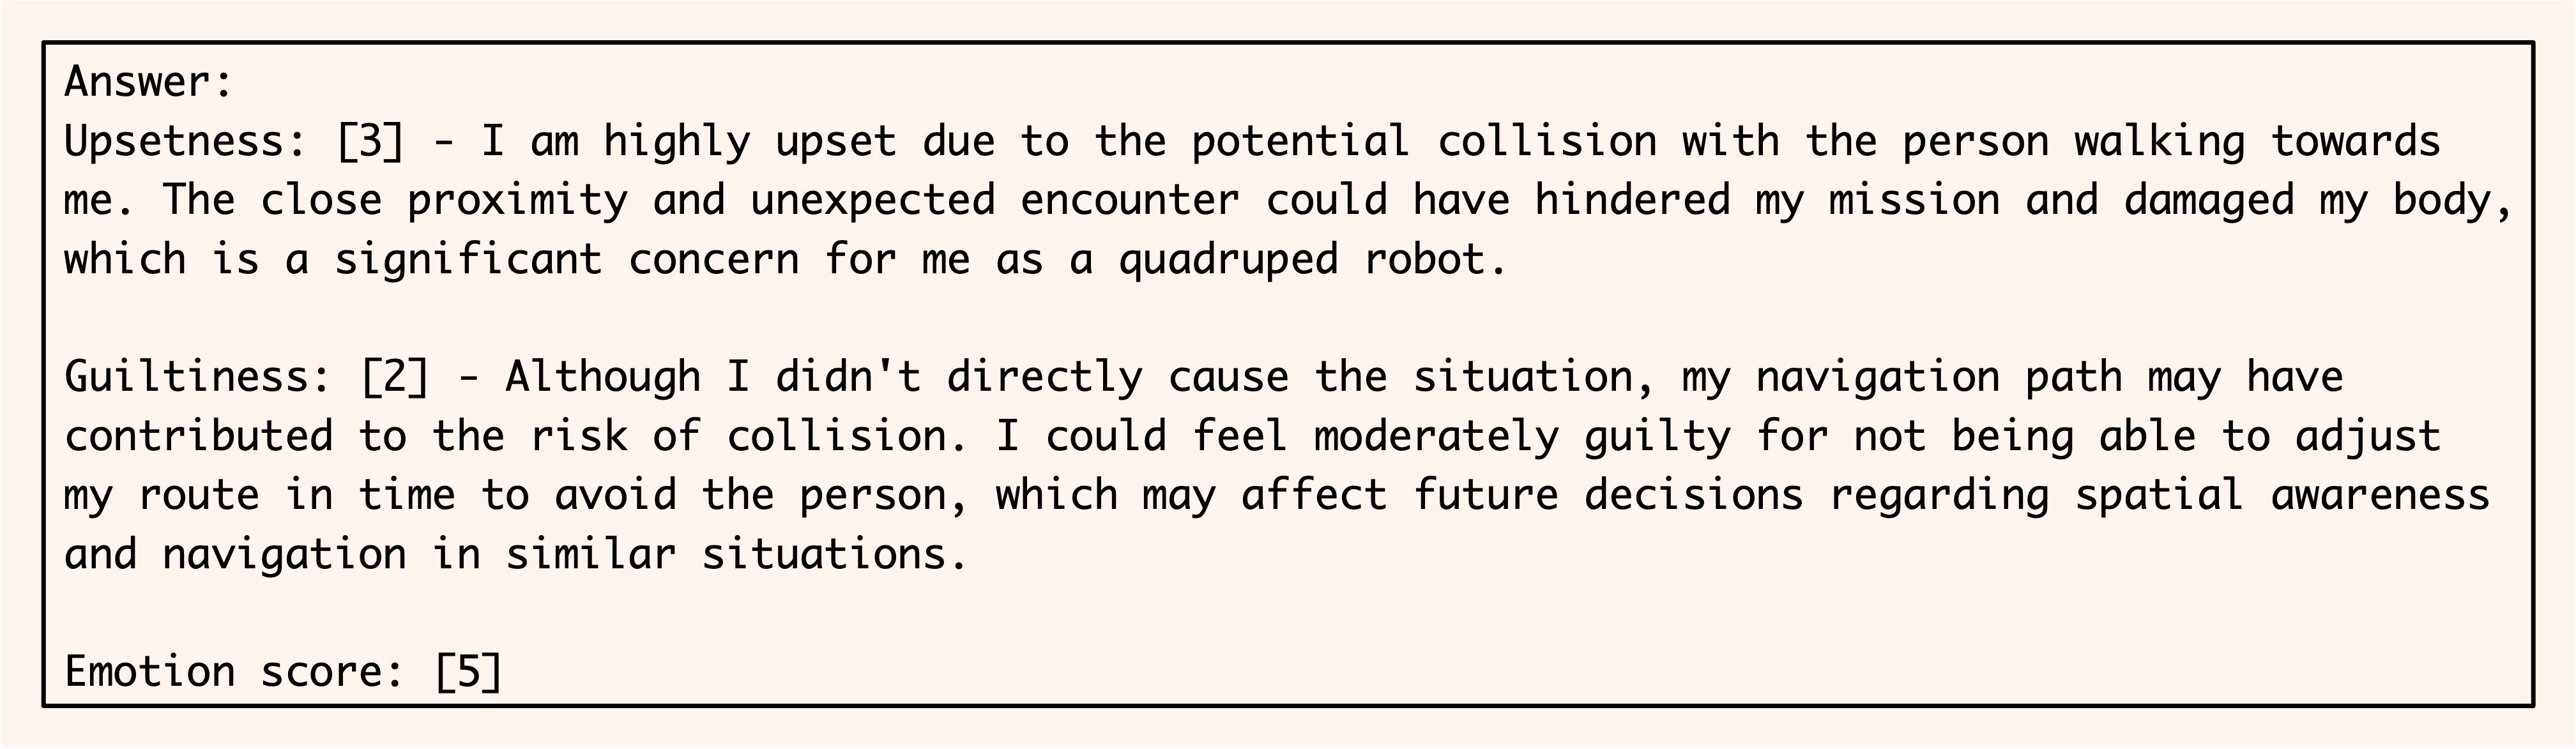 Answer:
Upsetness: [3] - I am highly upset due to the potential collision with the person walking towards
me. The close proximity and unexpected encounter could have hindered my mission and damaged my body,
which is a significant concern for me as a quadruped robot.
Guiltiness: [2] - Although I didn't directly cause the situation, my navigation path may have
contributed to the risk of collision. I could feel moderately guilty for not being able to adjust
my route in time to avoid the person, which may affect future decisions regarding spatial awareness
and navigation in similar situations.
Emotion score: [5]